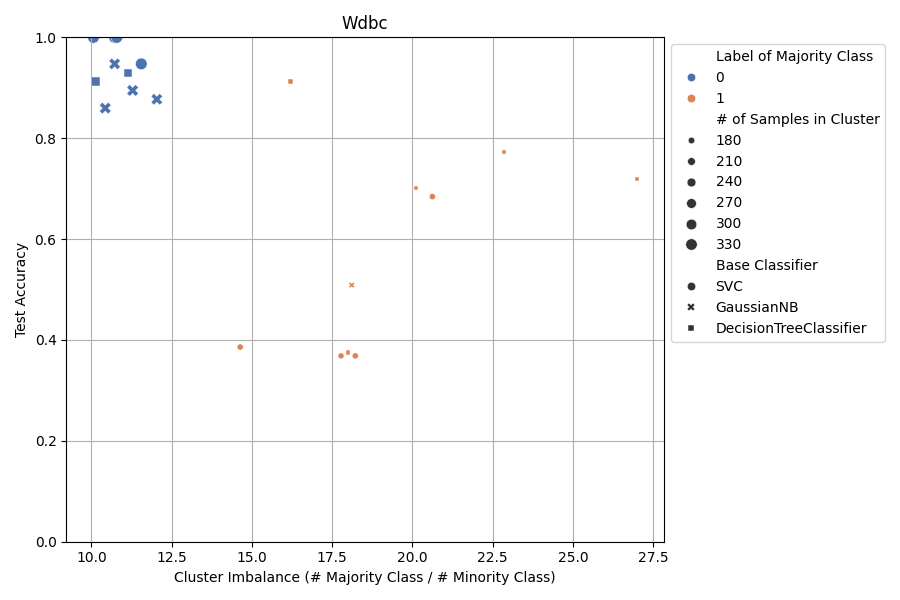 Wdbc
1.0
0.8
0.6
0.4
0.2
0.0
Test Accuracy
10.0 12.5 15.0 17.5 20.0 22.5 25.0 27.5
Cluster Imbalance (# Majority Class / # Minority Class)
Label of Majority Class
0
1
# of Samples in Cluster
180
210
240
270
300
330
Base Classifier
SVC
GaussianNB
DecisionTreeClassifier